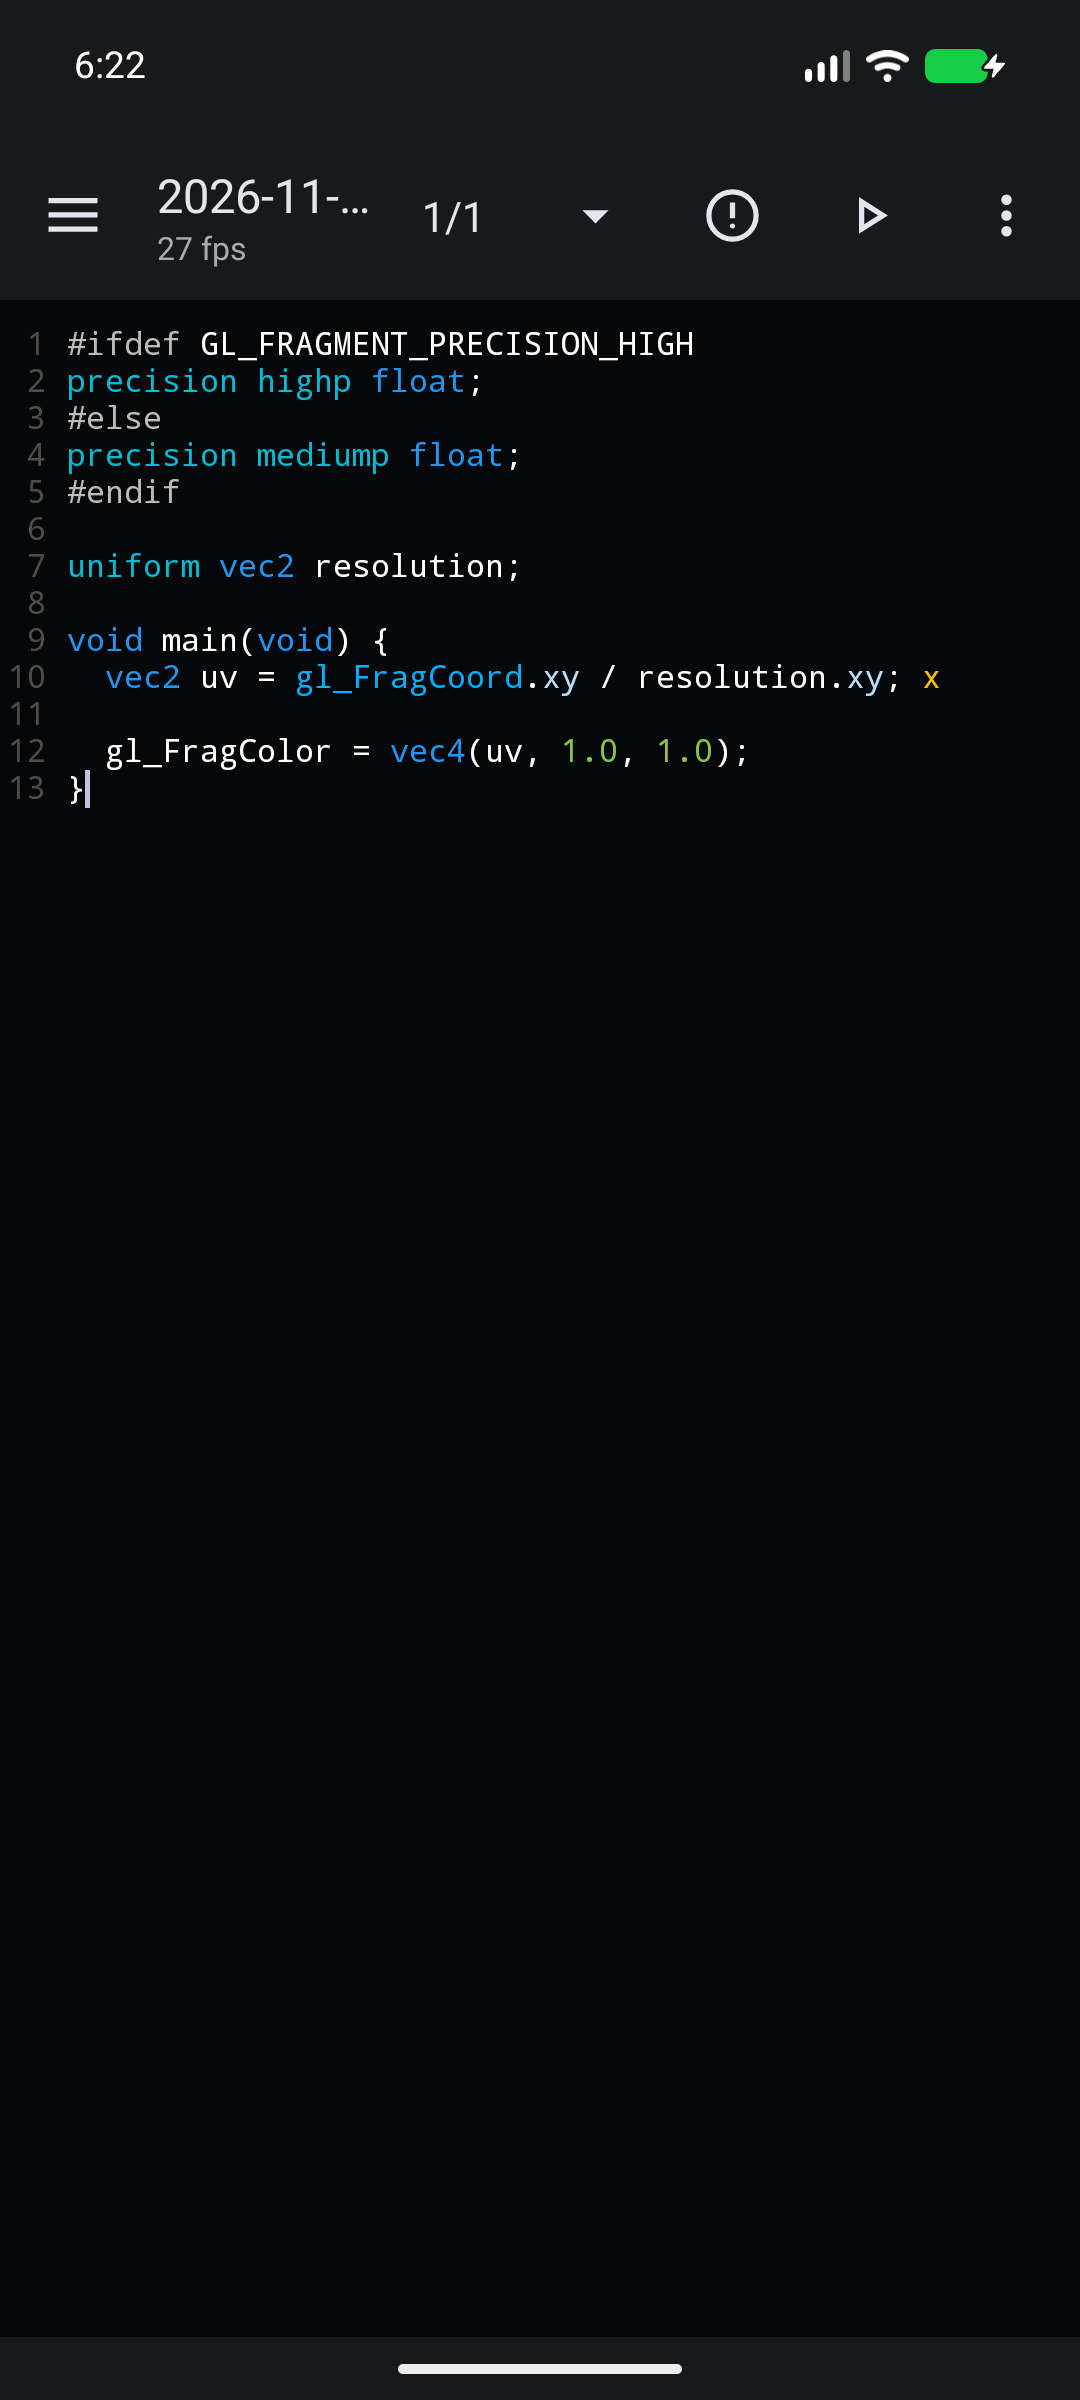 6:22
2026-11-...
27 fps
1/1
1 #ifdef GL_FRAGMENT_PRECISION_HIGH
2 precision highp float;
3 #else
4 precision mediump float;
5 #endif
6
7 uniform vec2 resolution;
8
9 void main(void) {
10   vec2 uv = gl_FragCoord.xy / resolution.xy; x
11
12   gl_FragColor = vec4(uv, 1.0, 1.0);
13 }